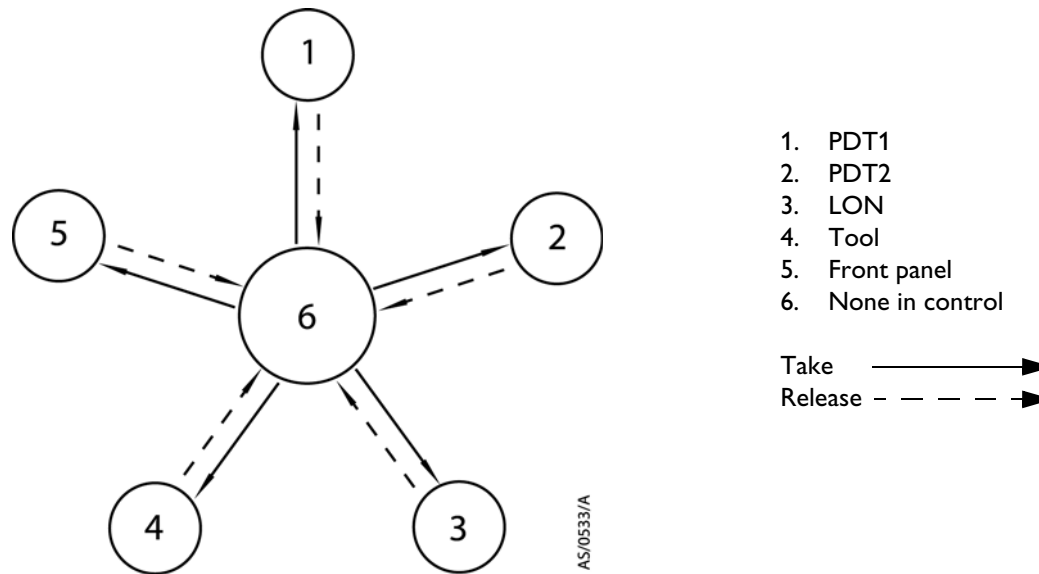 1
5
2
6
4
3
AS/0533/A
1. PDT1
2. PDT2
3. LON
4. Tool
5. Front panel
6. None in control
Take
Release